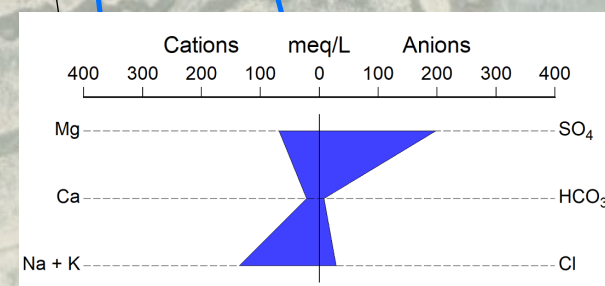 Cations meq/L Anions
400 300 200 100 0 100 200 300 400
Mg SO₄
Ca HCO₃
Na + K Cl